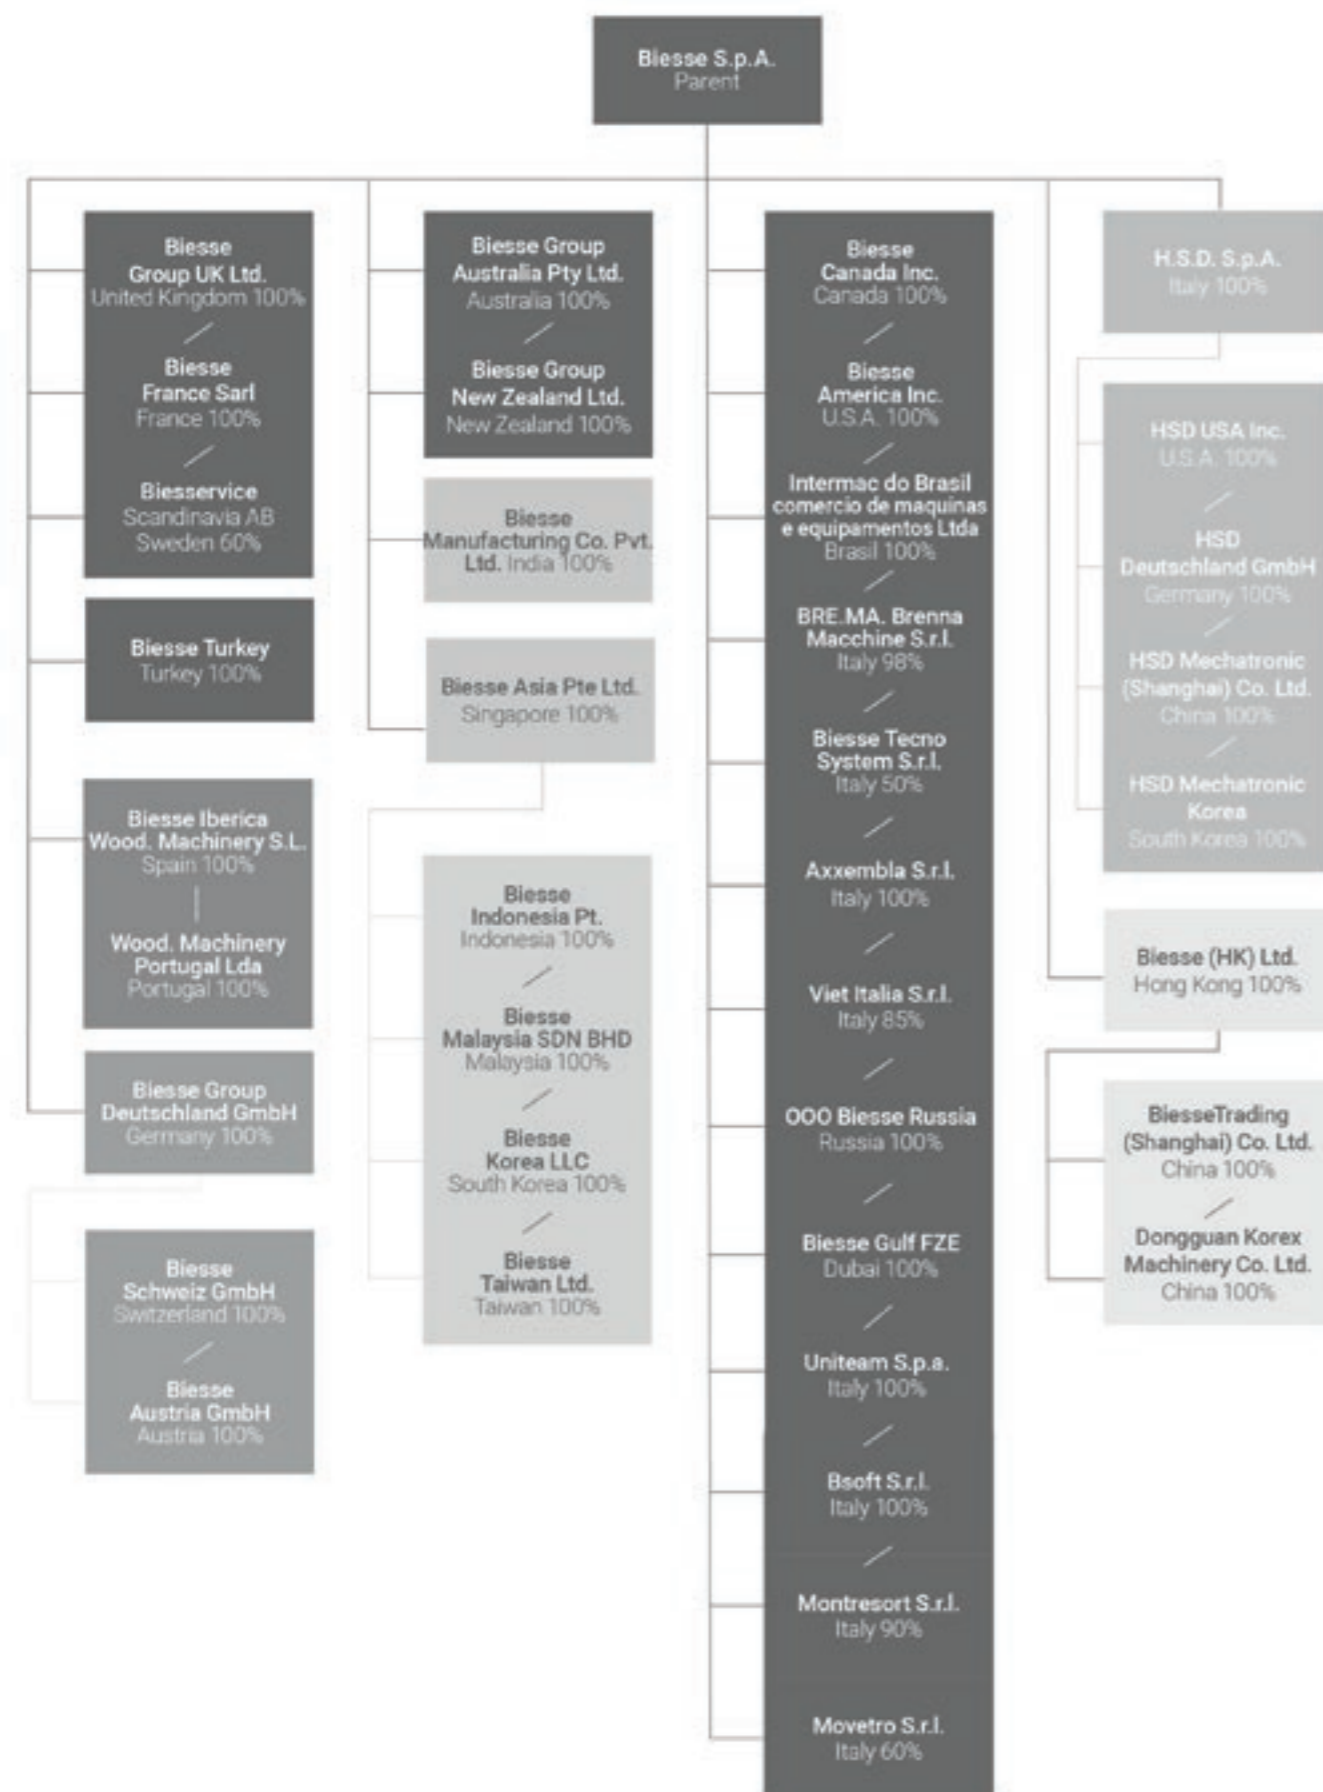 Biesse S.p.A.
Parent
Biesse
Group UK Ltd.
United Kingdom 100%
Biesse
France Sarl
France 100%
Biesservice
Scandinavia AB
Sweden 60%
Biesse Turkey
Turkey 100%
Biesse Iberica
Wood. Machinery S.L.
Spain 100%
Wood. Machinery
Portugal Lda
Portugal 100%
Biesse Group
Deutschland GmbH
Germany 100%
Biesse
Schweiz GmbH
Switzerland 100%
Biesse
Austria GmbH
Austria 100%
Biesse Group
Australia Pty Ltd.
Australia 100%
Biesse Group
New Zealand Ltd.
New Zealand 100%
Biesse
Manufacturing Co. Pvt.
Ltd. India 100%
Biesse Asia Pte Ltd.
Singapore 100%
Biesse
Indonesia Pt.
Indonesia 100%
Biesse
Malaysia SDN BHD
Malaysia 100%
Biesse
Korea LLC
South Korea 100%
Biesse
Taiwan Ltd.
Taiwan 100%
Biesse
Canada Inc.
Canada 100%
Biesse
America Inc.
U.S.A. 100%
Intermac do Brasil
comercio de maquinas
e equipamentos Ltda
Brasil 100%
BRE.MA. Brenna
Macchine S.r.l.
Italy 98%
Biesse Tecno
System S.r.l.
Italy 50%
Axxembla S.r.l.
Italy 100%
Viet Italia S.r.l.
Italy 85%
OOO Biesse Russia
Russia 100%
Biesse Gulf FZE
Dubai 100%
Uniteam S.p.a.
Italy 100%
Bsoft S.r.l.
Italy 100%
Montresort S.r.l.
Italy 90%
Movetro S.r.l.
Italy 60%
H.S.D. S.p.A.
Italy 100%
HSD USA Inc.
U.S.A. 100%
HSD
Deutschland GmbH
Germany 100%
HSD Mechatronic
(Shanghai) Co. Ltd.
China 100%
HSD Mechatronic
Korea
South Korea 100%
Biesse (HK) Ltd.
Hong Kong 100%
BiesseTrading
(Shanghai) Co. Ltd.
China 100%
Dongguan Korex
Machinery Co. Ltd.
China 100%